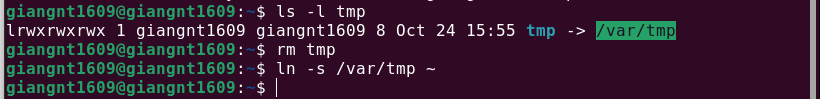 giangnt1609@giangnt1609:~$ ls -l tmp
lrwxrwxrwx 1 giangnt1609 giangnt1609 8 Oct 24 15:55 tmp -> /var/tmp
giangnt1609@giangnt1609:~$ rm tmp
giangnt1609@giangnt1609:~$ ln -s /var/tmp ~
giangnt1609@giangnt1609:~$